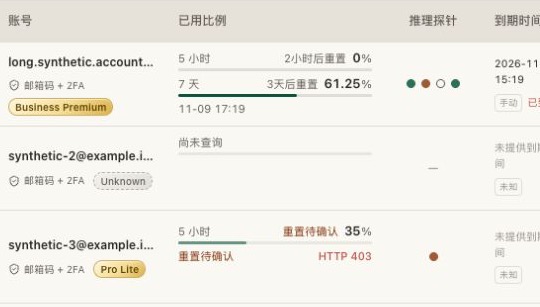 账号 已用比例 推理探针 到期时间
long.synthetic.account...
邮箱码 + 2FA
Business Premium
5 小时 2小时后重置 0%
7 天 3天后重置 61.25%
11-09 17:19
2026-11
15:19
手动
synthetic-2@example.i...
邮箱码 + 2FA Unknown
尚未查询
—
未提供到期
间
未知
synthetic-3@example.i...
邮箱码 + 2FA Pro Lite
5 小时 重置待确认 35%
重置待确认 HTTP 403
未提供到期
间
未知